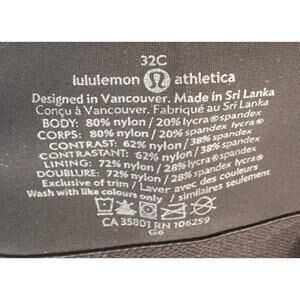 32C
lululemon athletica
Designed in Vancouver. Made in Sri Lanka
Conçu à Vancouver. Fabriqué au Sri Lanka
BODY: 80% nylon / 20% lycra® spandex
CORPS: 80% nylon / 20% spandex lycra®
CONTRAST: 62% nylon / 38% spandex
CONTRASTANT: 62% nylon / 38% spandex
LINING: 72% nylon / 28% lycra® spandex
DOUBLURE: 72% nylon / 28% spandex lycra®
Exclusive of trim / Laver avec des couleurs
Wash with like colours only / similaires seulement
CA 35801 RN 106259
G6